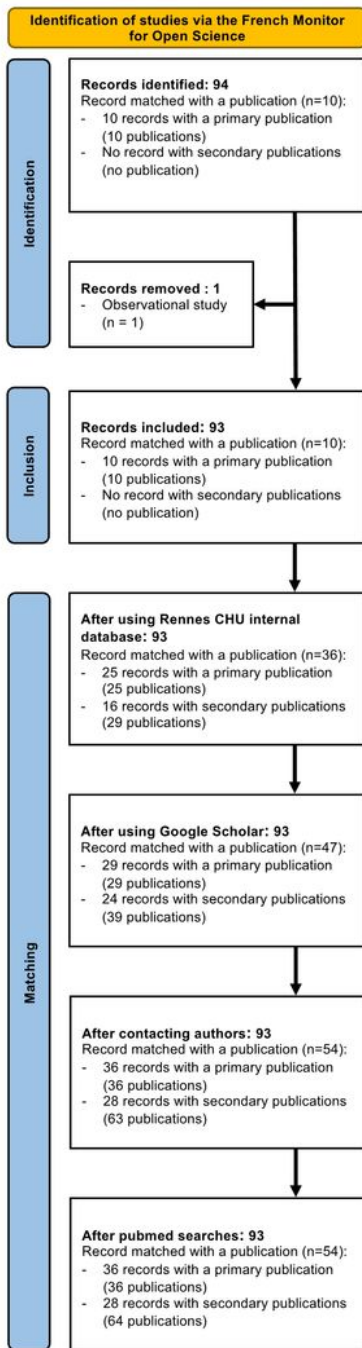 Identification of studies via the French Monitor
for Open Science
Identification
Records identified: 94
Record matched with a publication (n=10):
- 10 records with a primary publication
(10 publications)
- No record with secondary publications
(no publication)
Records removed : 1
- Observational study
(n = 1)
Inclusion
Records included: 93
Record matched with a publication (n=10):
- 10 records with a primary publication
(10 publications)
- No record with secondary publications
(no publication)
Matching
After using Rennes CHU internal
database: 93
Record matched with a publication (n=36):
- 25 records with a primary publication
(25 publications)
- 16 records with secondary publications
(29 publications)
After using Google Scholar: 93
Record matched with a publication (n=47):
- 29 records with a primary publication
(29 publications)
- 24 records with secondary publications
(39 publications)
After contacting authors: 93
Record matched with a publication (n=54):
- 36 records with a primary publication
(36 publications)
- 28 records with secondary publications
(63 publications)
After pubmed searches: 93
Record matched with a publication (n=54):
- 36 records with a primary publication
(36 publications)
- 28 records with secondary publications
(64 publications)